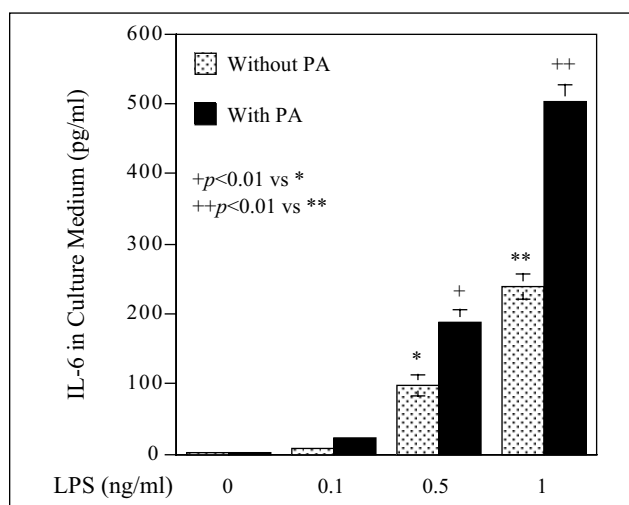 600
500
400
300
200
100
0
IL-6 in Culture Medium (pg/ml)
Without PA
With PA
+p<0.01 vs *
++p<0.01 vs **
*
+
**
++
LPS (ng/ml) 0 0.1 0.5 1